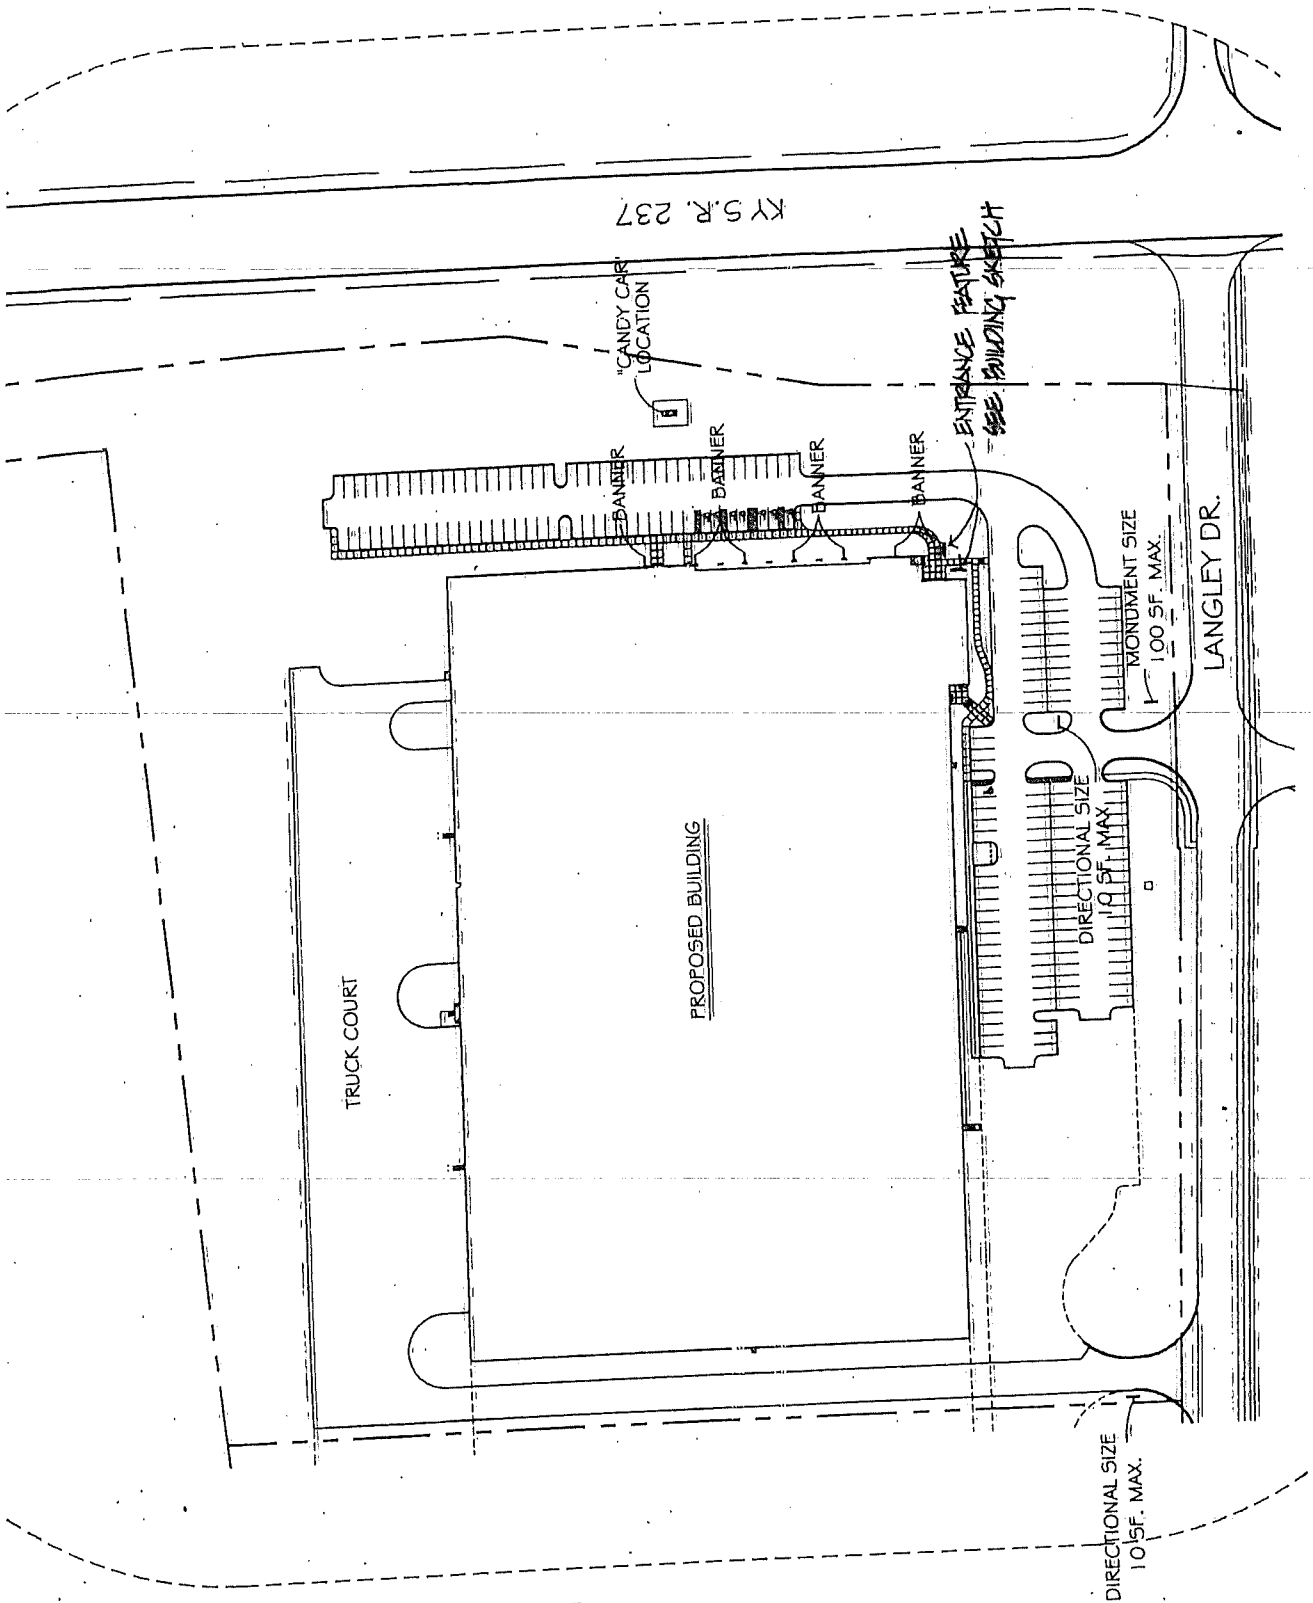 KY S.R. 237
"CANDY CAR"
LOCATION
ENTRANCE FEATURE
SEE BUILDING SKETCH
BANNER
BANNER
BANNER
BANNER
MONUMENT SIZE
100 SF. MAX.
LANGLEY DR.
DIRECTIONAL SIZE
10 SF. MAX.
PROPOSED BUILDING
TRUCK COURT
DIRECTIONAL SIZE
10 SF. MAX.